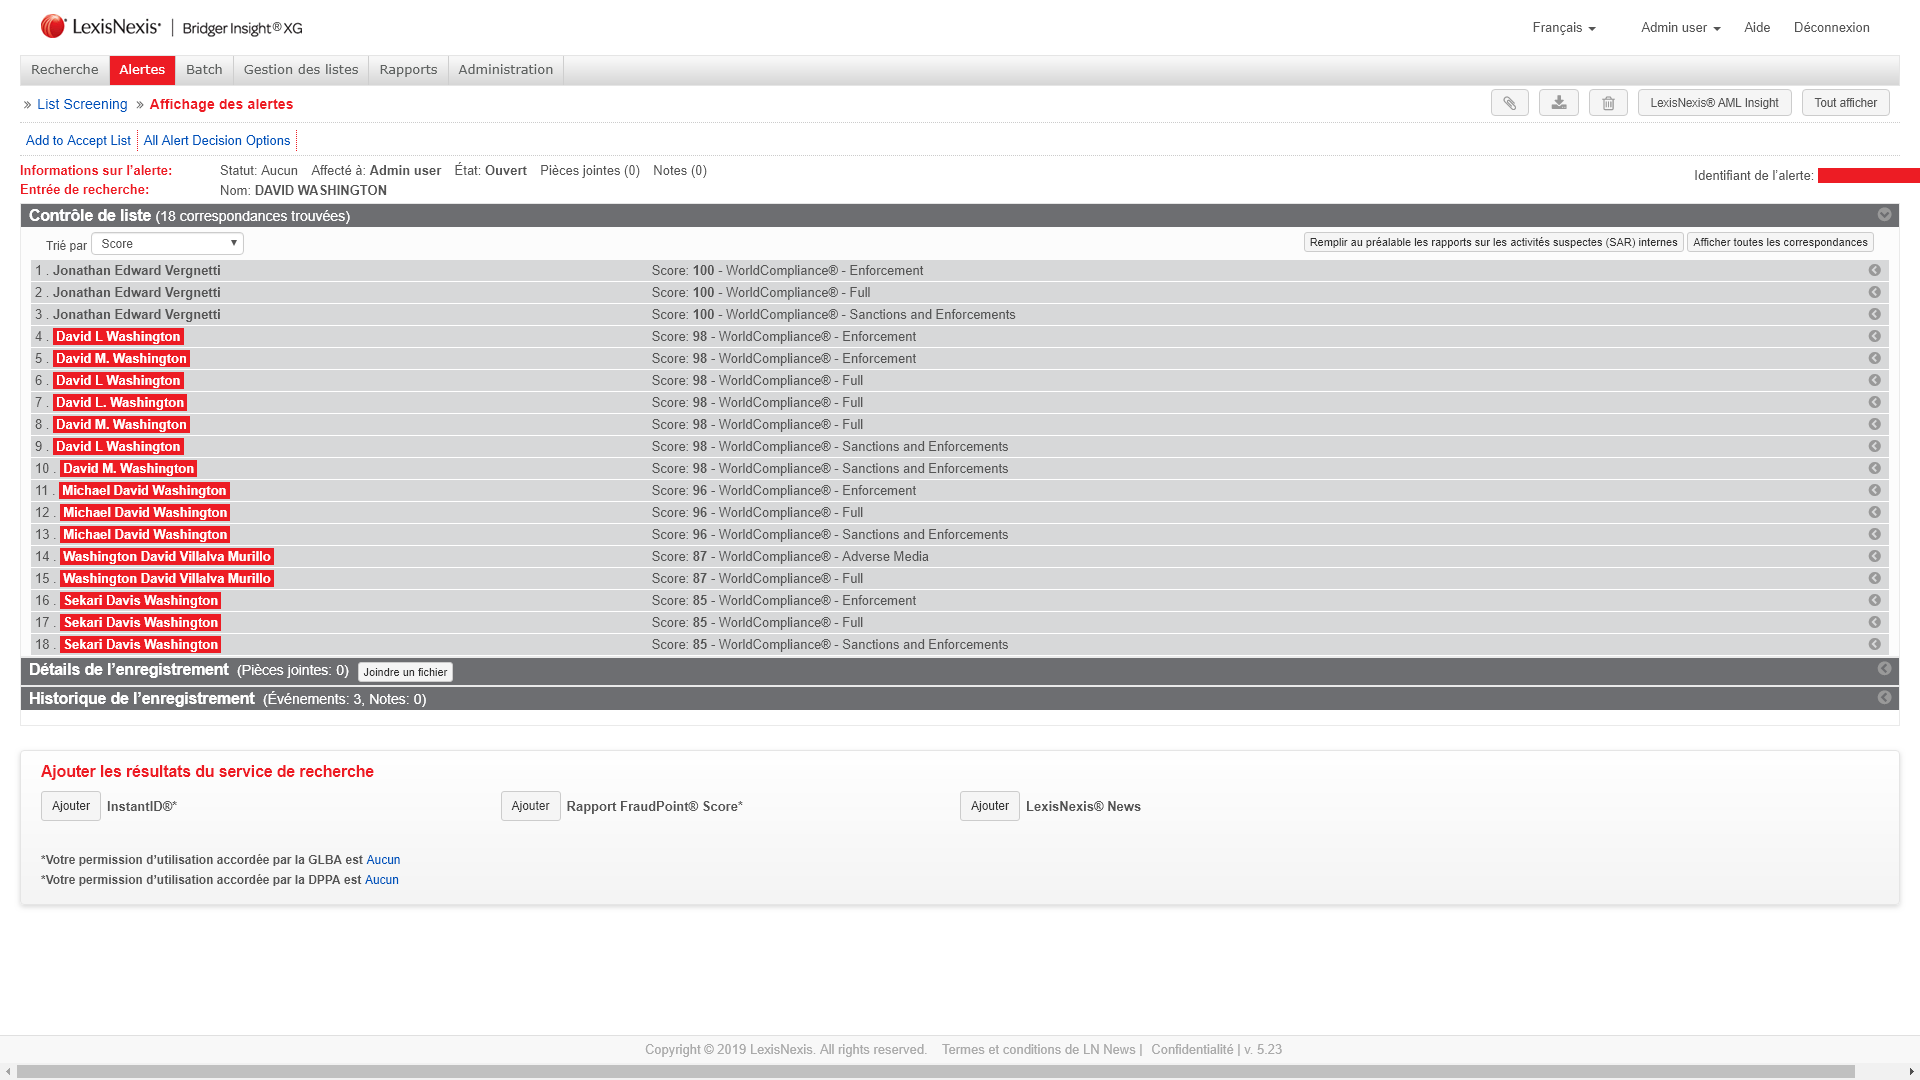 LexisNexis® | Bridger Insight® XG
Français Admin user Aide Déconnexion
Recherche Alertes Batch Gestion des listes Rapports Administration
» List Screening » Affichage des alertes
LexisNexis® AML Insight Tout afficher
Add to Accept List All Alert Decision Options
Informations sur l’alerte: Statut: Aucun Affecté à: Admin user État: Ouvert Pièces jointes (0) Notes (0)
Identifiant de l’alerte:
Entrée de recherche: Nom: DAVID WASHINGTON
Contrôle de liste (18 correspondances trouvées)
Trié par Score
Remplir au préalable les rapports sur les activités suspectes (SAR) internes Afficher toutes les correspondances
1 . Jonathan Edward Vergnetti Score: 100 - WorldCompliance® - Enforcement
2 . Jonathan Edward Vergnetti Score: 100 - WorldCompliance® - Full
3 . Jonathan Edward Vergnetti Score: 100 - WorldCompliance® - Sanctions and Enforcements
4 . David L Washington Score: 98 - WorldCompliance® - Enforcement
5 . David M. Washington Score: 98 - WorldCompliance® - Enforcement
6 . David L Washington Score: 98 - WorldCompliance® - Full
7 . David L. Washington Score: 98 - WorldCompliance® - Full
8 . David M. Washington Score: 98 - WorldCompliance® - Full
9 . David L Washington Score: 98 - WorldCompliance® - Sanctions and Enforcements
10 . David M. Washington Score: 98 - WorldCompliance® - Sanctions and Enforcements
11 . Michael David Washington Score: 96 - WorldCompliance® - Enforcement
12 . Michael David Washington Score: 96 - WorldCompliance® - Full
13 . Michael David Washington Score: 96 - WorldCompliance® - Sanctions and Enforcements
14 . Washington David Villalva Murillo Score: 87 - WorldCompliance® - Adverse Media
15 . Washington David Villalva Murillo Score: 87 - WorldCompliance® - Full
16 . Sekari Davis Washington Score: 85 - WorldCompliance® - Enforcement
17 . Sekari Davis Washington Score: 85 - WorldCompliance® - Full
18 . Sekari Davis Washington Score: 85 - WorldCompliance® - Sanctions and Enforcements
Détails de l’enregistrement (Pièces jointes: 0) Joindre un fichier
Historique de l’enregistrement (Événements: 3, Notes: 0)
Ajouter les résultats du service de recherche
Ajouter InstantID®* Ajouter Rapport FraudPoint® Score* Ajouter LexisNexis® News
*Votre permission d’utilisation accordée par la GLBA est Aucun
*Votre permission d’utilisation accordée par la DPPA est Aucun
Copyright © 2019 LexisNexis. All rights reserved. Termes et conditions de LN News | Confidentialité | v. 5.23